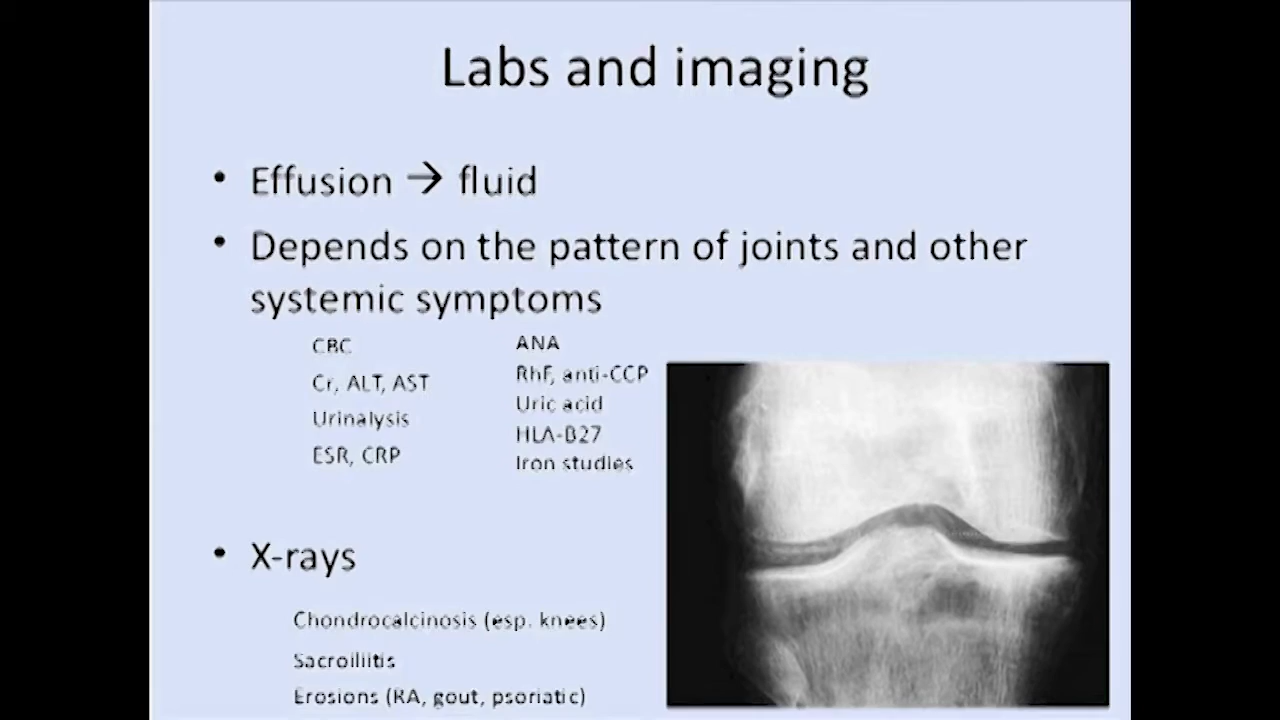 Labs and imaging
• Effusion → fluid
• Depends on the pattern of joints and other
systemic symptoms
CBC
Cr, ALT, AST
Urinalysis
ESR, CRP
ANA
RhF, anti-CCP
Uric acid
HLA-B27
Iron studies
• X-rays
Chondrocalcinosis (esp. knees)
Sacroiliitis
Erosions (RA, gout, psoriatic)